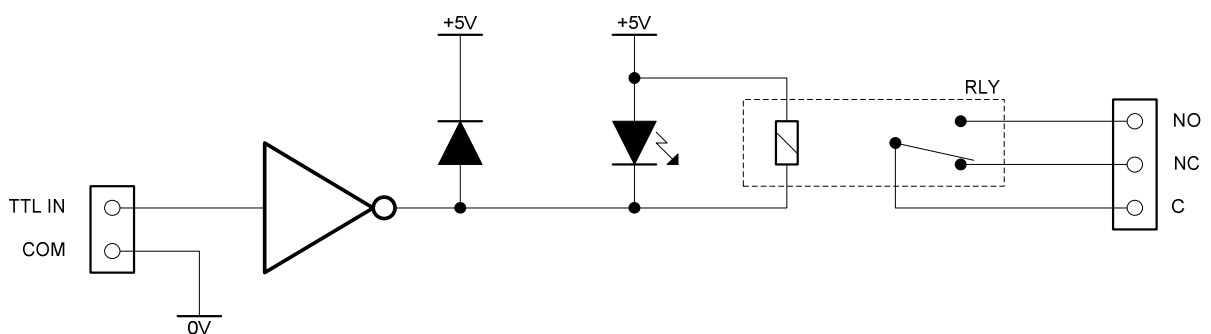 +5V
+5V
RLY
NO
NC
C
TTL IN
COM
0V